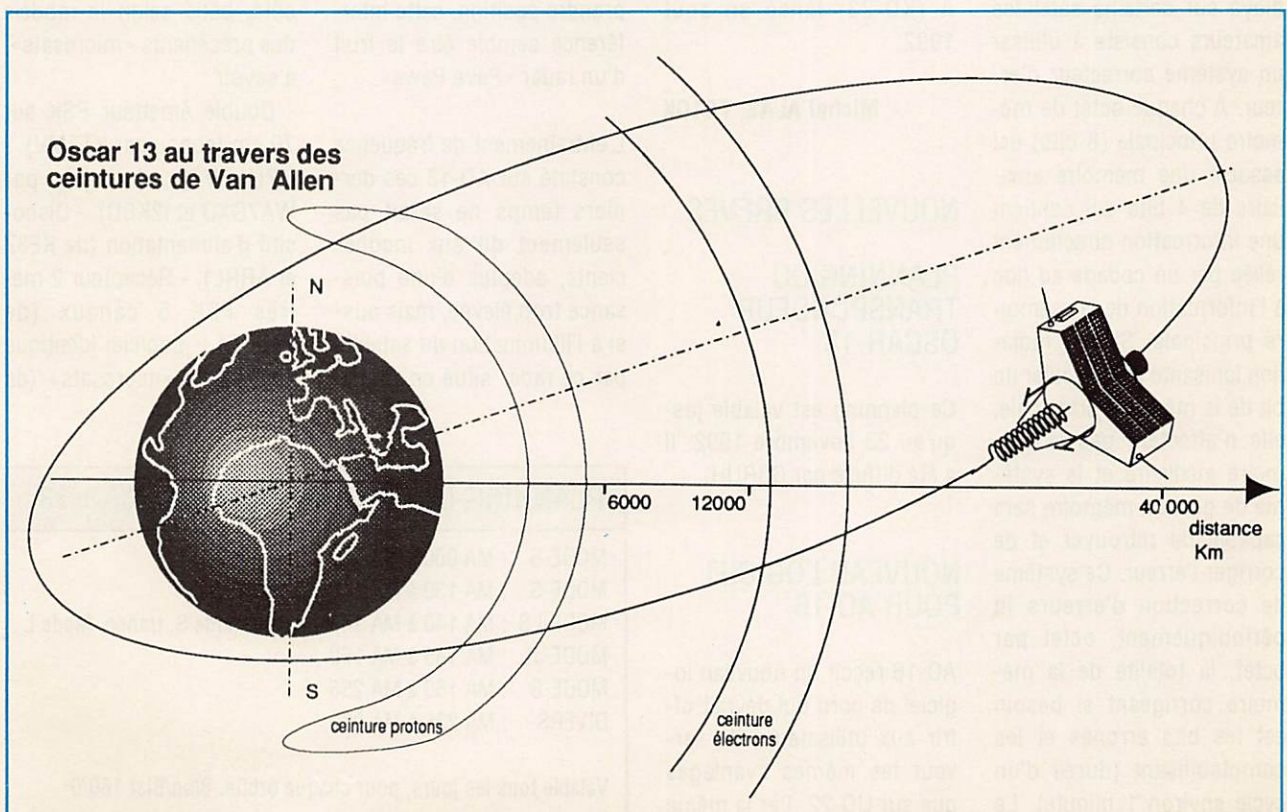 Oscar 13 au travers des
ceintures de Van Allen
N
6000
12000
40 000
distance
Km
S
ceinture protons
ceinture
électrons